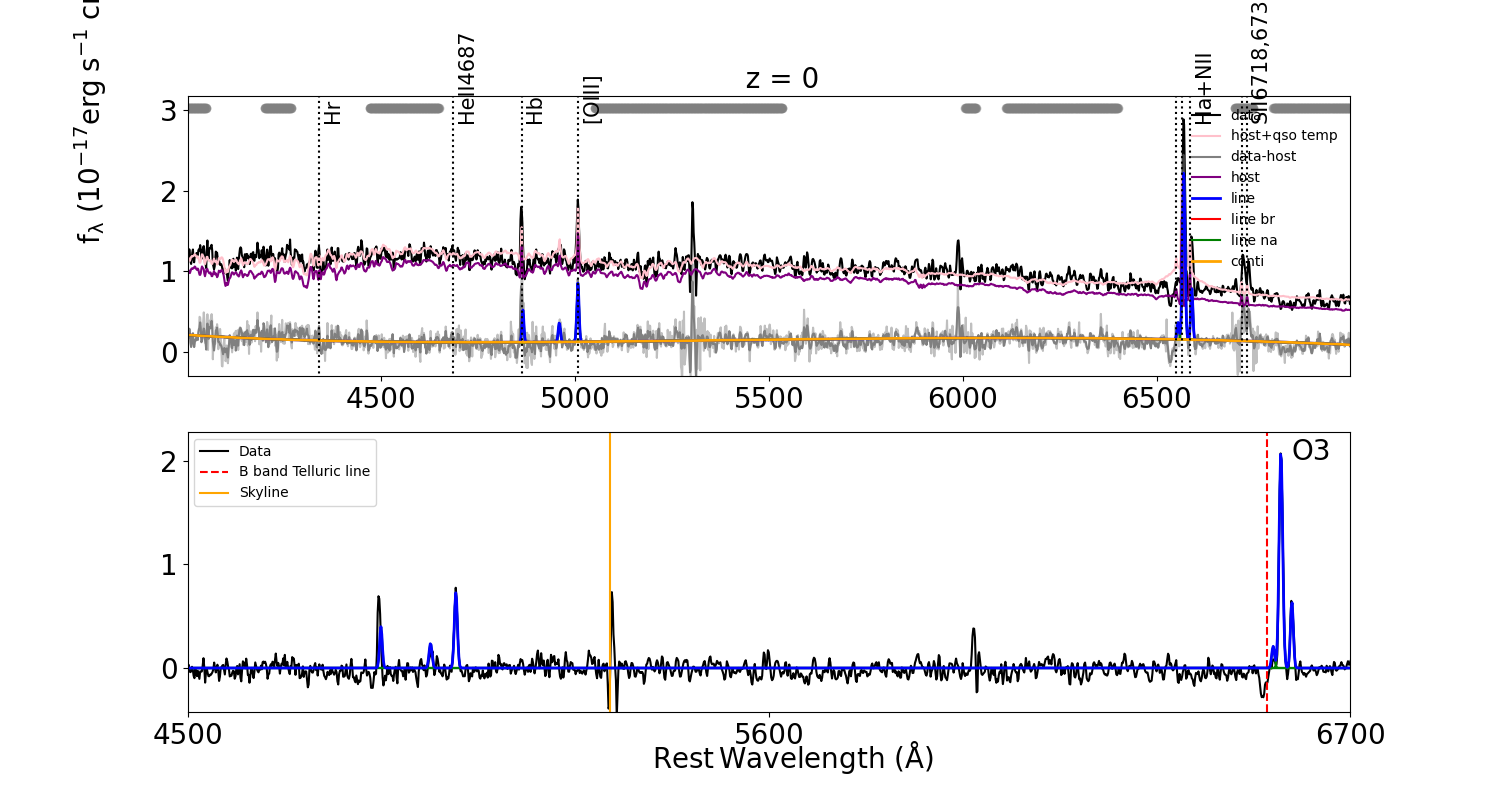 z = 0
f_λ (10⁻¹⁷erg s⁻¹ c
Hr
HeII4687
Hb
[OIII]
Ha+NII
SII6718,673
data
host+qso temp
data-host
host
line
line br
line na
conti
3
2
1
0
4500
5000
5500
6000
6500
Data
B band Telluric line
Skyline
O3
2
1
0
4500
5600
6700
Rest Wavelength (Å)